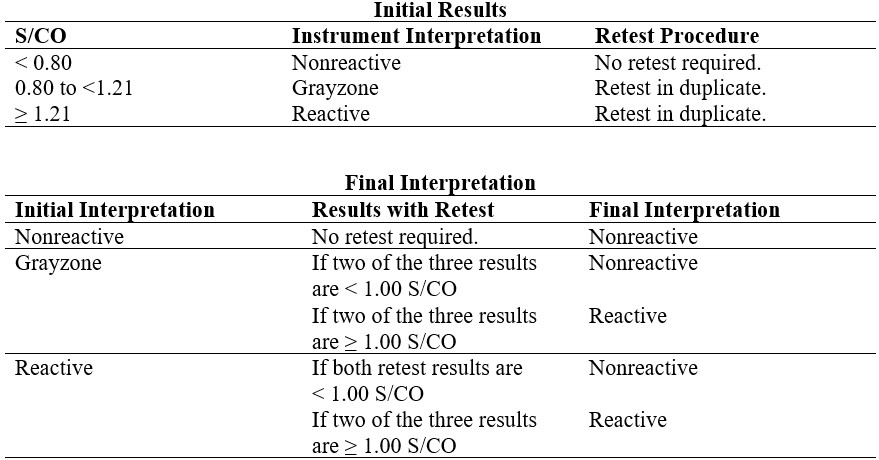 Initial Results
S/CO Instrument Interpretation Retest Procedure
< 0.80 Nonreactive No retest required.
0.80 to <1.21 Grayzone Retest in duplicate.
≥ 1.21 Reactive Retest in duplicate.
Final Interpretation
Initial Interpretation Results with Retest Final Interpretation
Nonreactive No retest required. Nonreactive
Grayzone If two of the three results Nonreactive
are < 1.00 S/CO
If two of the three results Reactive
are ≥ 1.00 S/CO
Reactive If both retest results are Nonreactive
< 1.00 S/CO
If two of the three results Reactive
are ≥ 1.00 S/CO